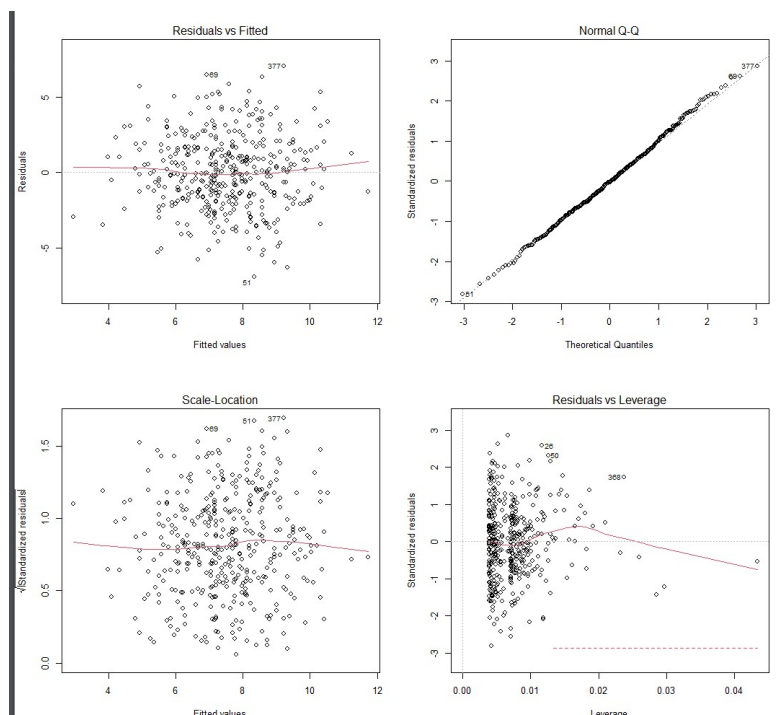 Residuals vs Fitted
377
69
51
5
0
-5
Residuals
4 6 8 10 12
Fitted values
Normal Q-Q
377
69
51
3
2
1
0
-1
-2
-3
Standardized residuals
-3 -2 -1 0 1 2 3
Theoretical Quantiles
Scale-Location
377
51
69
1.5
1.0
0.5
0.0
√|Standardized residuals|
4 6 8 10 12
Fitted values
Residuals vs Leverage
26
50
368
3
2
1
0
-1
-2
-3
Standardized residuals
0.00 0.01 0.02 0.03 0.04
Leverage